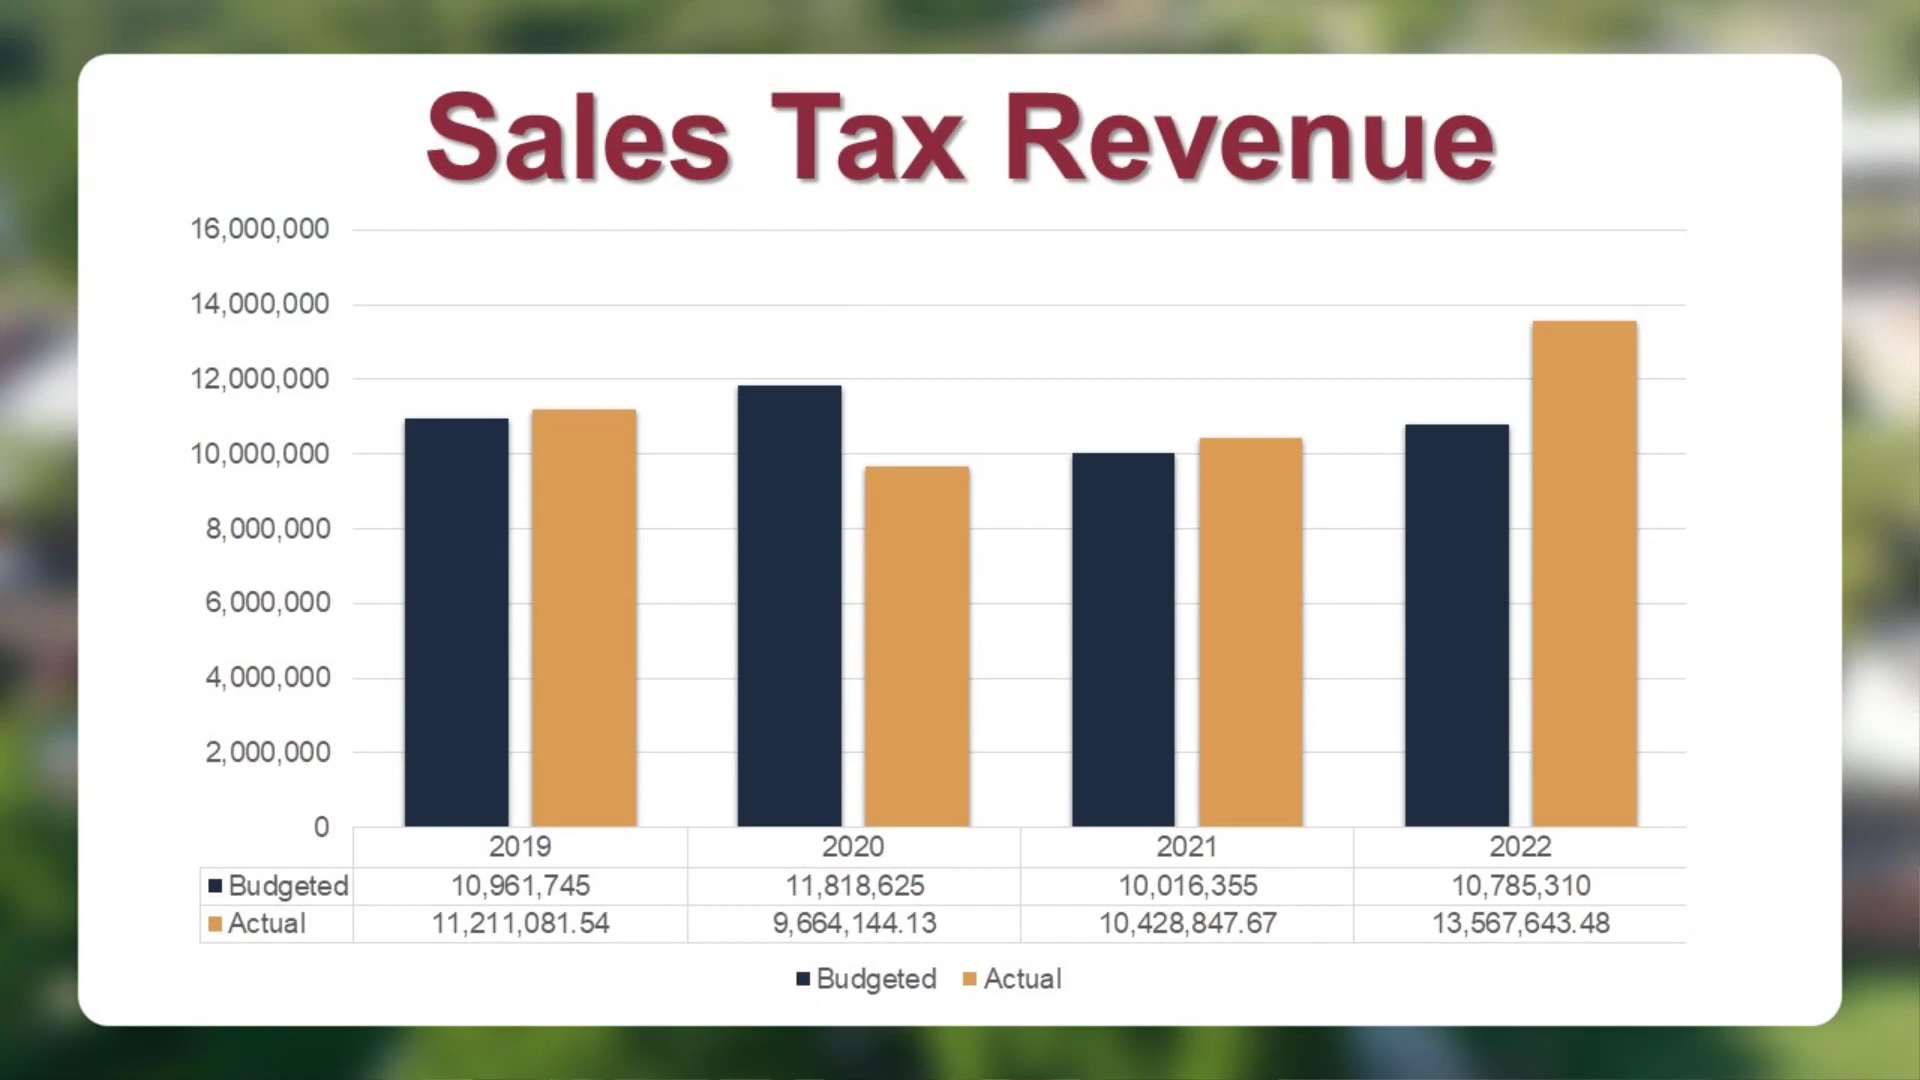 Sales Tax Revenue
16,000,000
14,000,000
12,000,000
10,000,000
8,000,000
6,000,000
4,000,000
2,000,000
0
2019 2020 2021 2022
Budgeted 10,961,745 11,818,625 10,016,355 10,785,310
Actual 11,211,081.54 9,664,144.13 10,428,847.67 13,567,643.48
Budgeted Actual